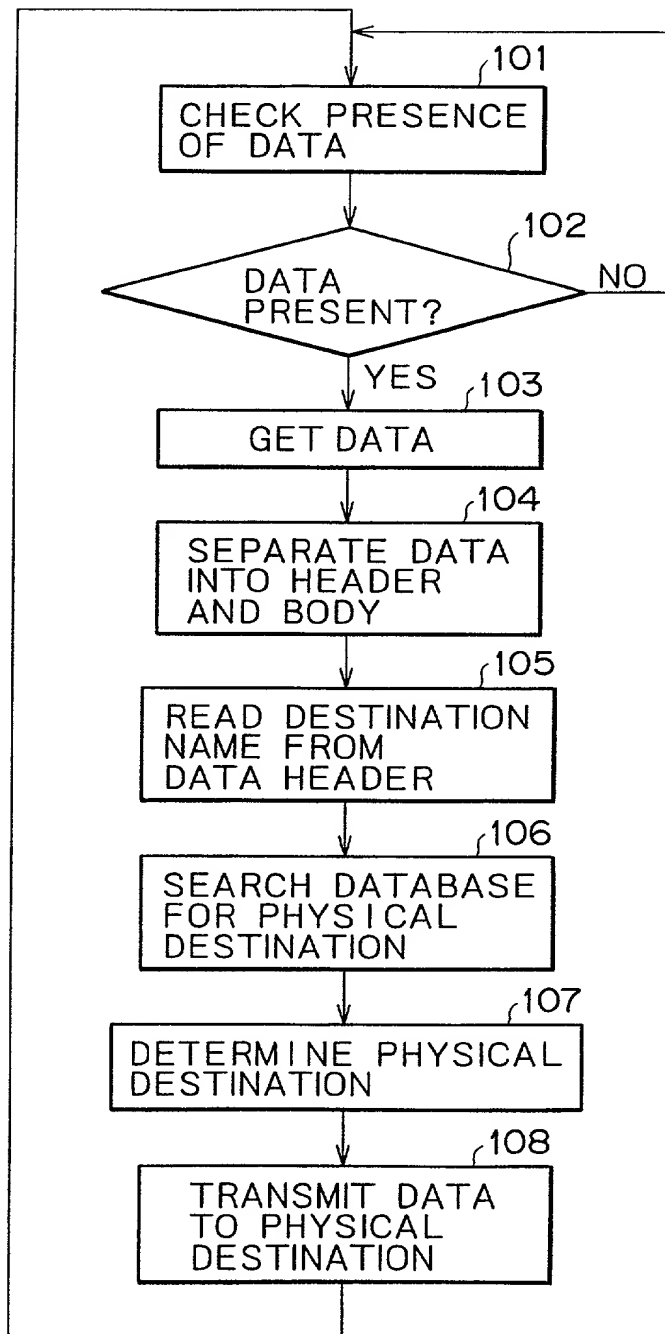 101
CHECK PRESENCE
OF DATA
102
DATA
PRESENT?
NO
YES
103
GET DATA
104
SEPARATE DATA
INTO HEADER
AND BODY
105
READ DESTINATION
NAME FROM
DATA HEADER
106
SEARCH DATABASE
FOR PHYSICAL
DESTINATION
107
DETERMINE PHYSICAL
DESTINATION
108
TRANSMIT DATA
TO PHYSICAL
DESTINATION